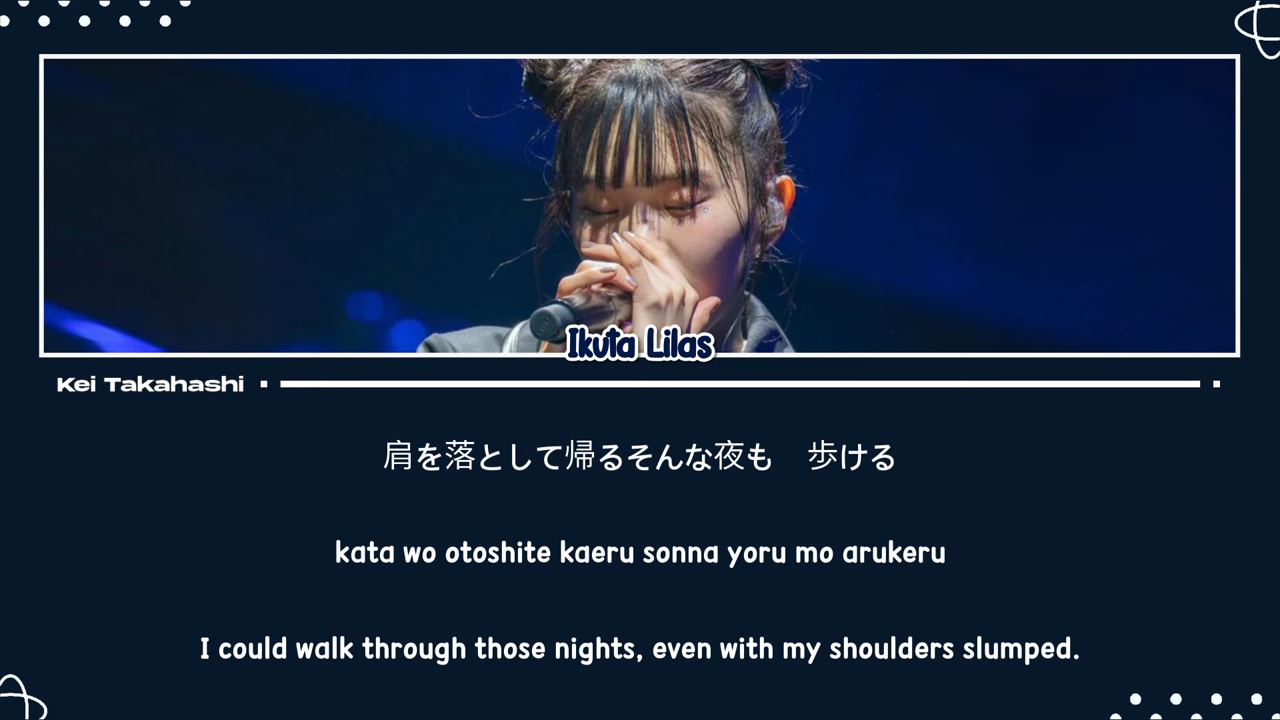 Ikuta Lilas
Kei Takahashi
肩を落として帰るそんな夜も　歩ける
kata wo otoshite kaeru sonna yoru mo arukeru
I could walk through those nights, even with my shoulders slumped.